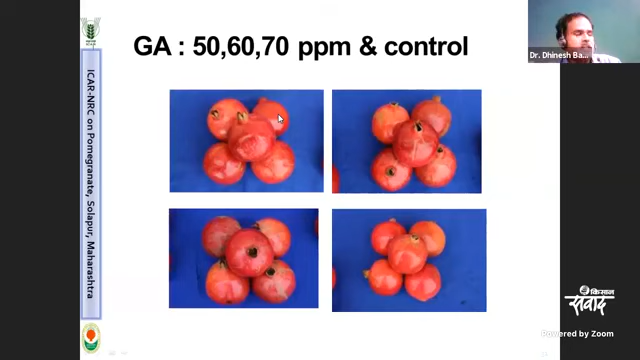 GA : 50,60,70 ppm & control
ICAR-NRC on Pomegranate, Solapur, Maharashtra
Dr. Dhinesh Ba...
किसान
संवाद
Powered by Zoom